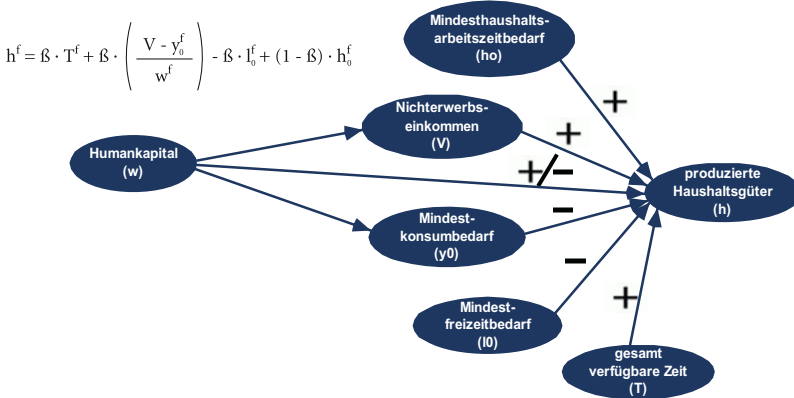 h^f = ß · T^f + ß · ( (V - y_0^f) / w^f ) - ß · l_0^f + (1 - ß) · h_0^f
Mindesthaushalts-
arbeitszeitbedarf
(ho)
+
Nichterwerbs-
einkommen
(V)
+
Humankapital
(w)
+/−
produzierte
Haushaltsgüter
(h)
−
Mindest-
konsumbedarf
(y0)
−
Mindest-
freizeitbedarf
(l0)
+
gesamt
verfügbare Zeit
(T)